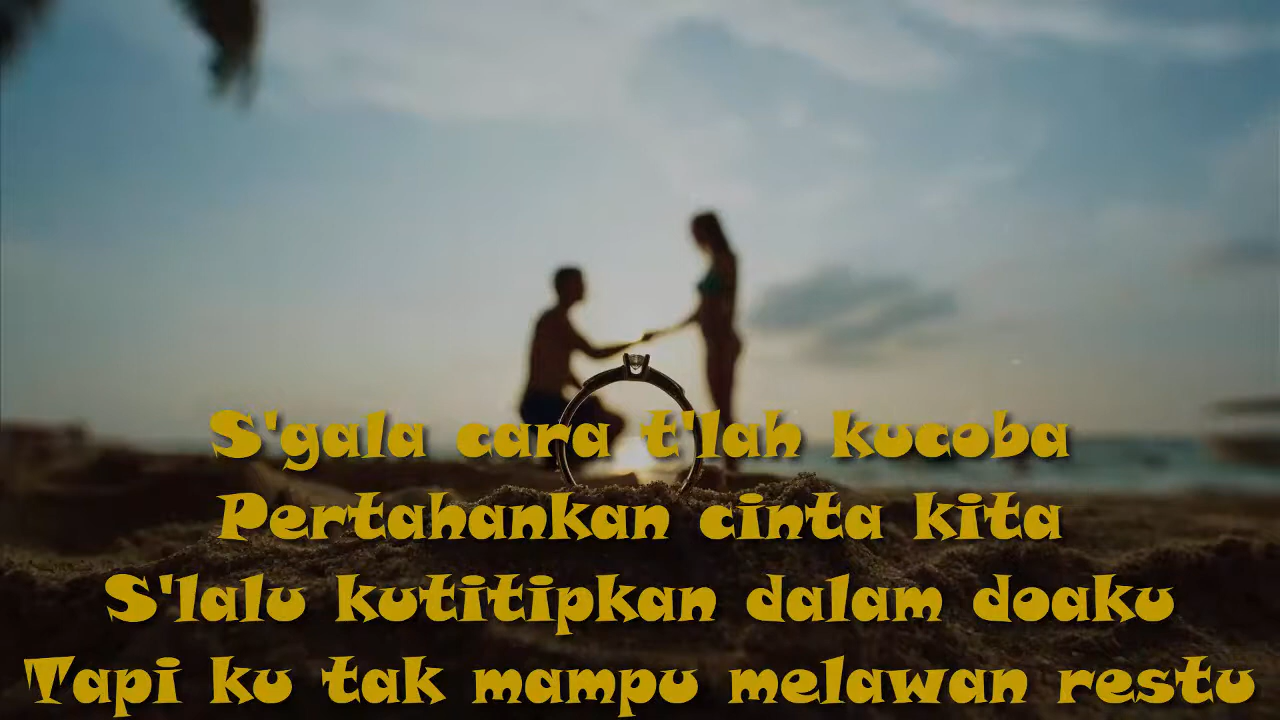 S'gala cara t'lah kucoba
Pertahankan cinta kita
S'lalu kutitipkan dalam doaku
Tapi ku tak mampu melawan restu